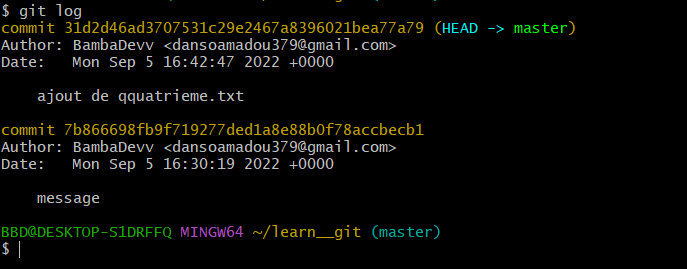 $ git log
commit 31d2d46ad3707531c29e2467a8396021bea77a79 (HEAD -> master)
Author: BambaDevv <dansoamadou379@gmail.com>
Date:   Mon Sep 5 16:42:47 2022 +0000
    ajout de qquatrieme.txt
commit 7b866698fb9f719277ded1a8e88b0f78accbecb1
Author: BambaDevv <dansoamadou379@gmail.com>
Date:   Mon Sep 5 16:30:19 2022 +0000
    message
BBD@DESKTOP-S1DRFFQ MINGW64 ~/learn__git (master)
$